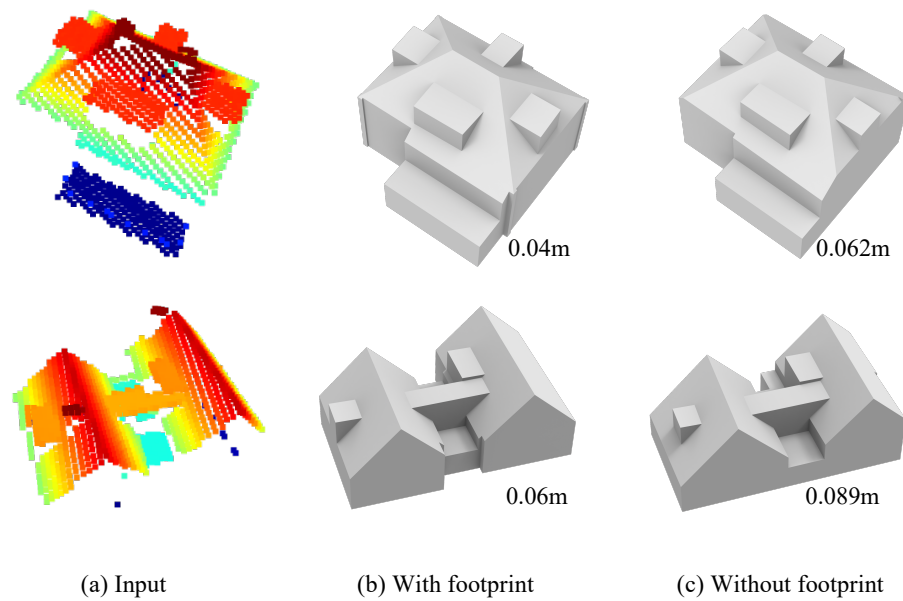 0.04m
0.062m
0.06m
0.089m
(a) Input
(b) With footprint
(c) Without footprint